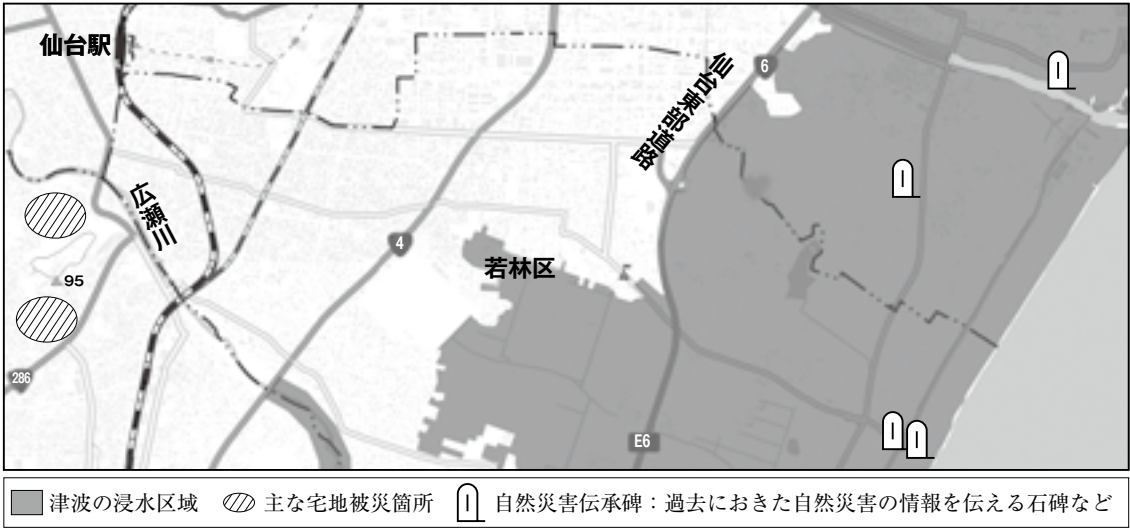 仙台駅
仙台東部道路
6
広瀬川
4
若林区
95
286
E6
津波の浸水区域
主な宅地被災箇所
自然災害伝承碑：過去におきた自然災害の情報を伝える石碑など